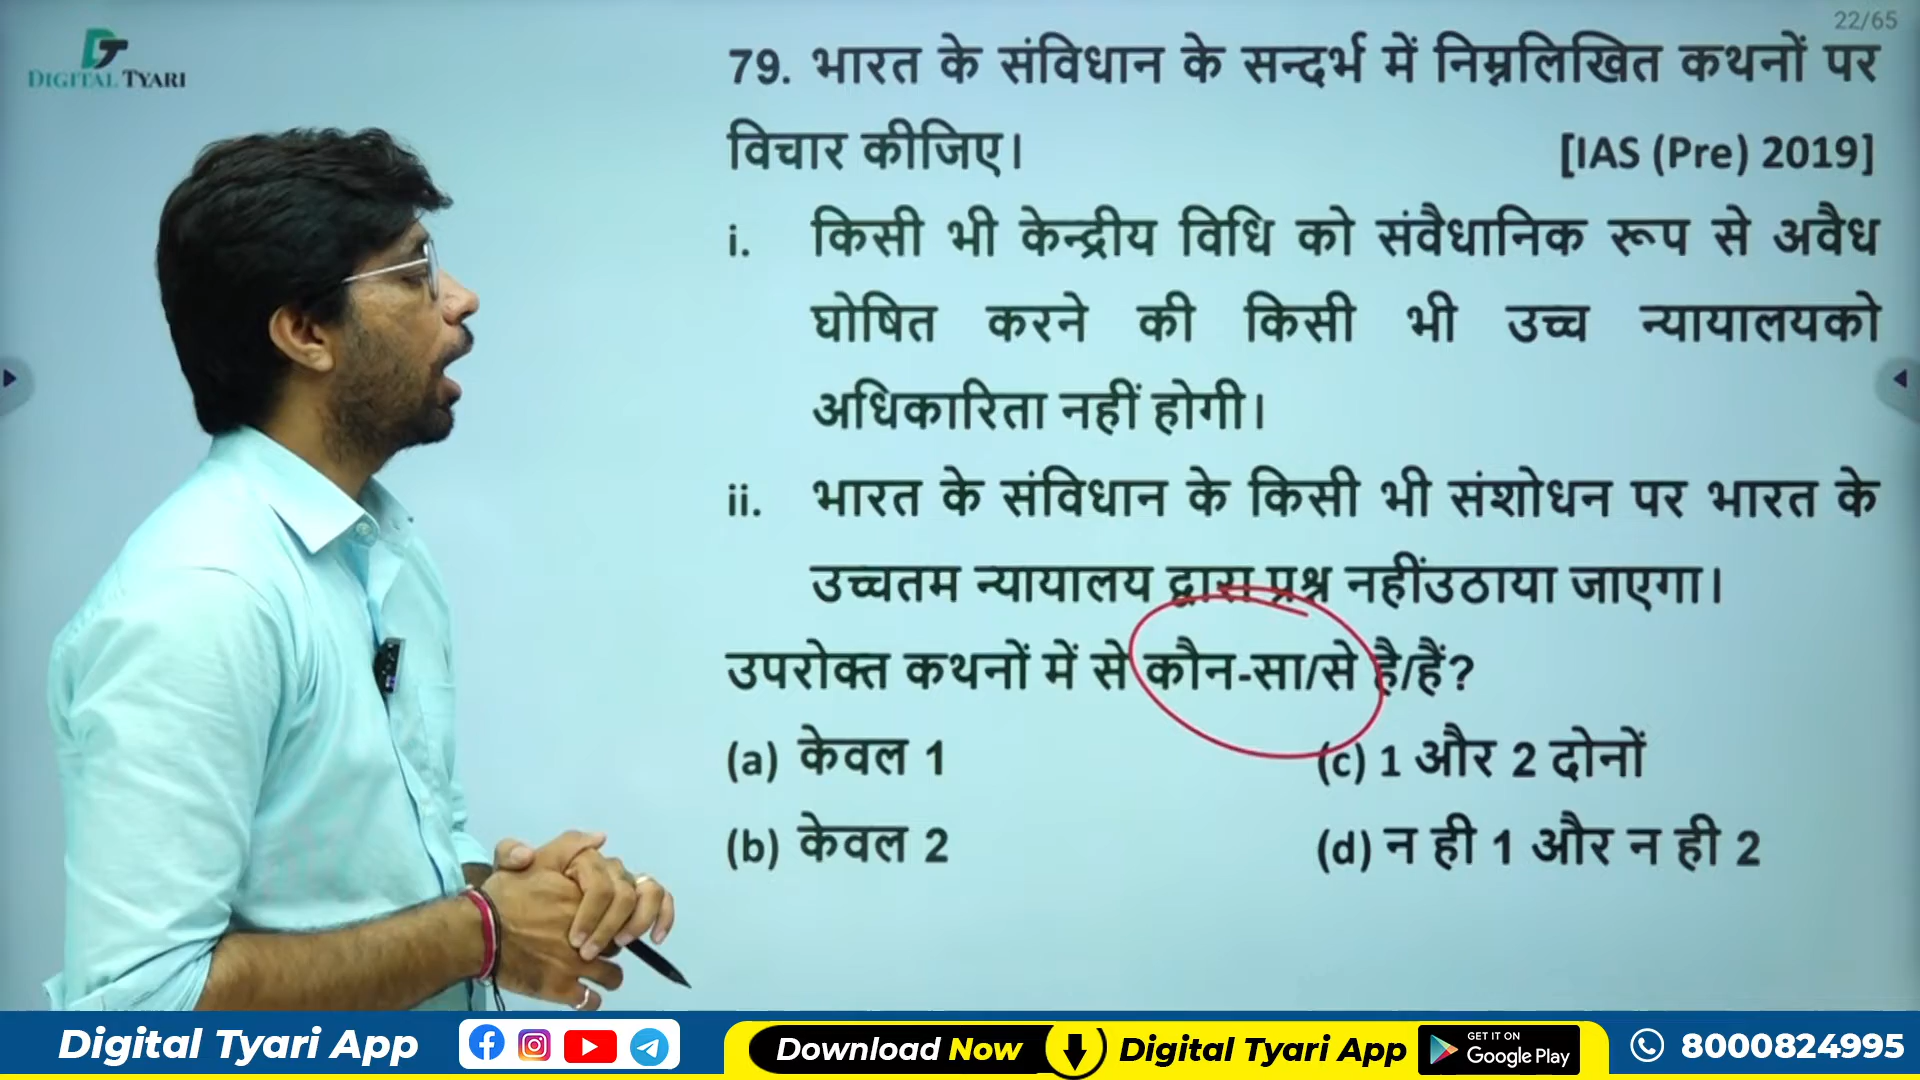 22/65
DIGITAL TYARI
79. भारत के संविधान के सन्दर्भ में निम्नलिखित कथनों पर
विचार कीजिए। [IAS (Pre) 2019]
i. किसी भी केन्द्रीय विधि को संवैधानिक रूप से अवैध
घोषित करने की किसी भी उच्च न्यायालयको
अधिकारिता नहीं होगी।
ii. भारत के संविधान के किसी भी संशोधन पर भारत के
उच्चतम न्यायालय द्वारा प्रश्न नहींउठाया जाएगा।
उपरोक्त कथनों में से कौन-सा/से है/हैं?
(a) केवल 1 (c) 1 और 2 दोनों
(b) केवल 2 (d) न ही 1 और न ही 2
Digital Tyari App Download Now Digital Tyari App GET IT ON Google Play 8000824995